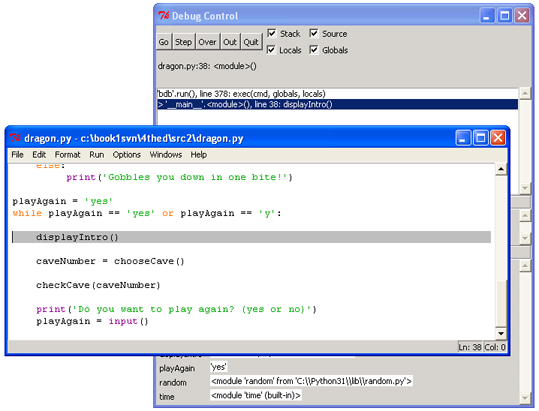 Debug Control
Go Step Over Out Quit Stack Source
Locals Globals
dragon.py:38: <module>()
'bdb'.run(), line 378: exec(cmd, globals, locals)
> '__main__'.<module>(), line 38: displayIntro()
dragon.py - c:\book1svn\4thed\src2\dragon.py
File Edit Format Run Options Windows Help
else:
print('Gobbles you down in one bite!')
playAgain = 'yes'
while playAgain == 'yes' or playAgain == 'y':
displayIntro()
caveNumber = chooseCave()
checkCave(caveNumber)
print('Do you want to play again? (yes or no)')
playAgain = input()
Ln: 38 Col: 0
playAgain 'yes'
random <module 'random' from 'C:\\Python31\\lib\\random.py'>
time <module 'time' (built-in)>